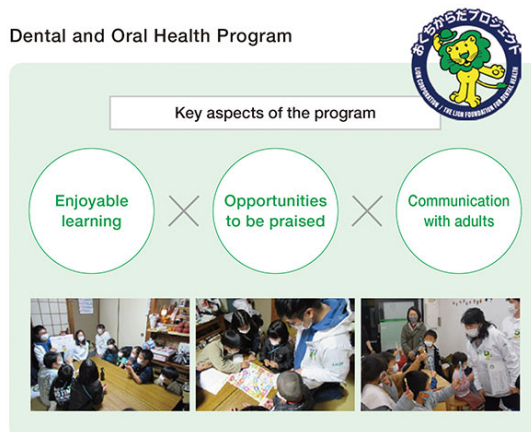 Dental and Oral Health Program
おくちからだプロジェクト
LION CORPORATION / THE LION FOUNDATION FOR DENTAL HEALTH
Key aspects of the program
Enjoyable
learning
Opportunities
to be praised
Communication
with adults